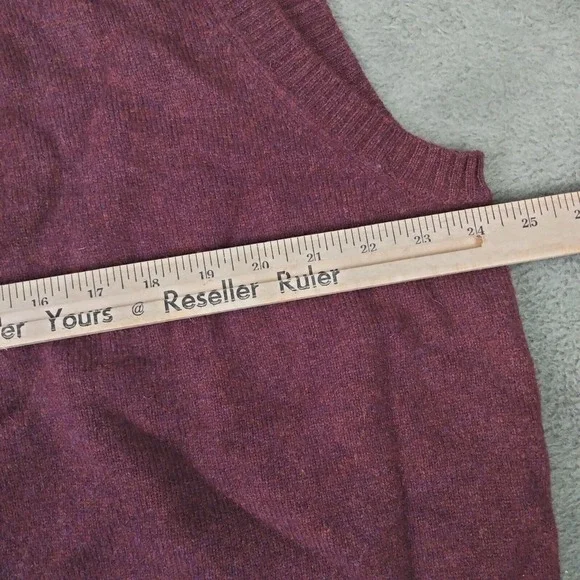 16 17 18 19 20 21 22 23 24 25
er Yours @ Reseller Ruler